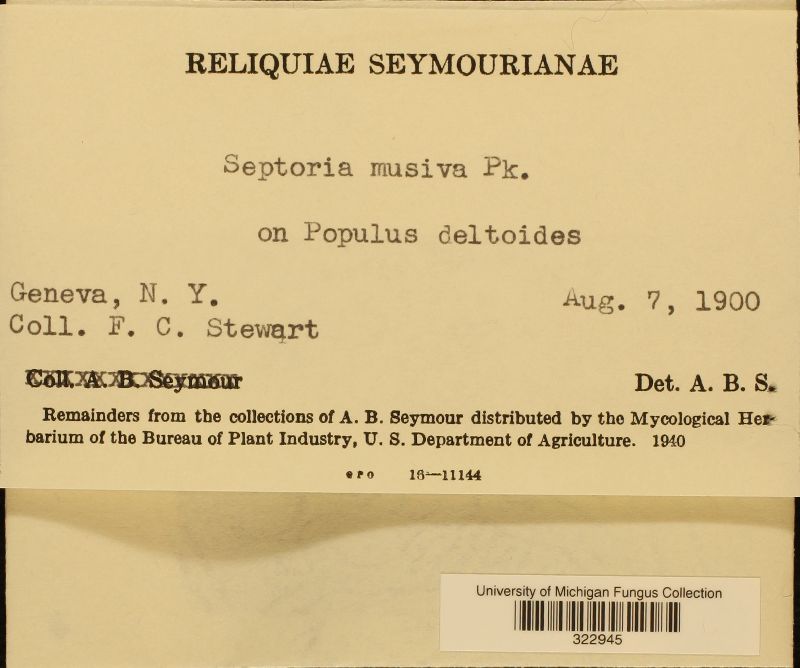 RELIQUIAE SEYMOURIANAE
Septoria musiva Pk.
on Populus deltoides
Geneva, N. Y.
Aug. 7, 1900
Coll. F. C. Stewart
Coll. A. B. Seymour
Det. A. B. S.
Remainders from the collections of A. B. Seymour distributed by the Mycological Her-
barium of the Bureau of Plant Industry, U. S. Department of Agriculture. 1940
GPO 16—11144
University of Michigan Fungus Collection
322945